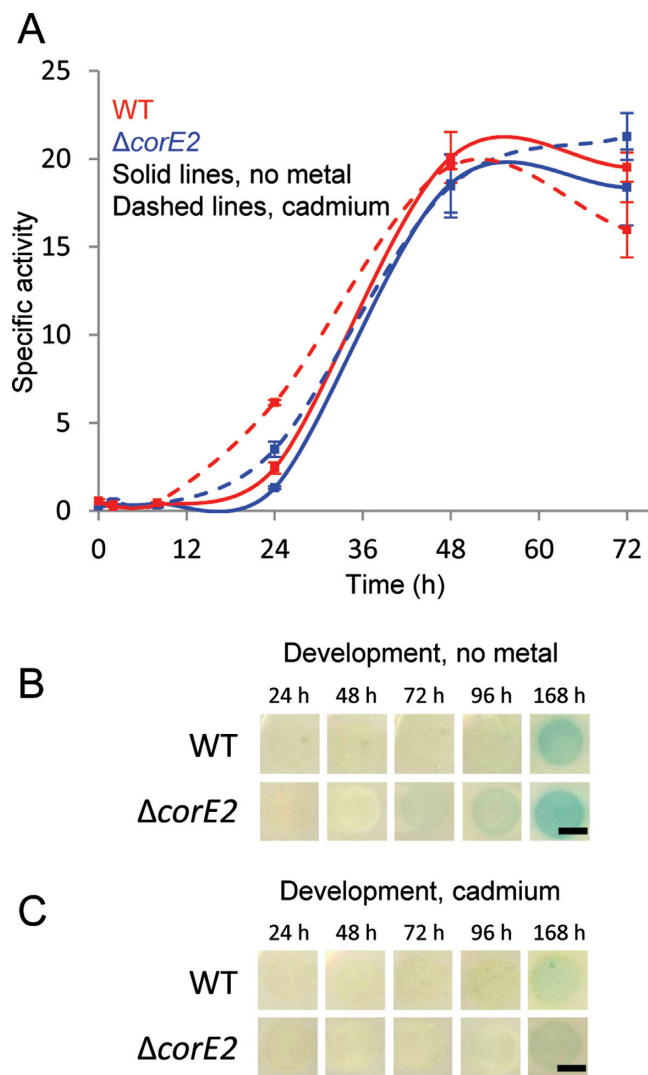 A
25
20
15
10
5
0
Specific activity
WT
ΔcorE2
Solid lines, no metal
Dashed lines, cadmium
0 12 24 36 48 60 72
Time (h)
B
Development, no metal
24 h 48 h 72 h 96 h 168 h
WT
ΔcorE2
C
Development, cadmium
24 h 48 h 72 h 96 h 168 h
WT
ΔcorE2